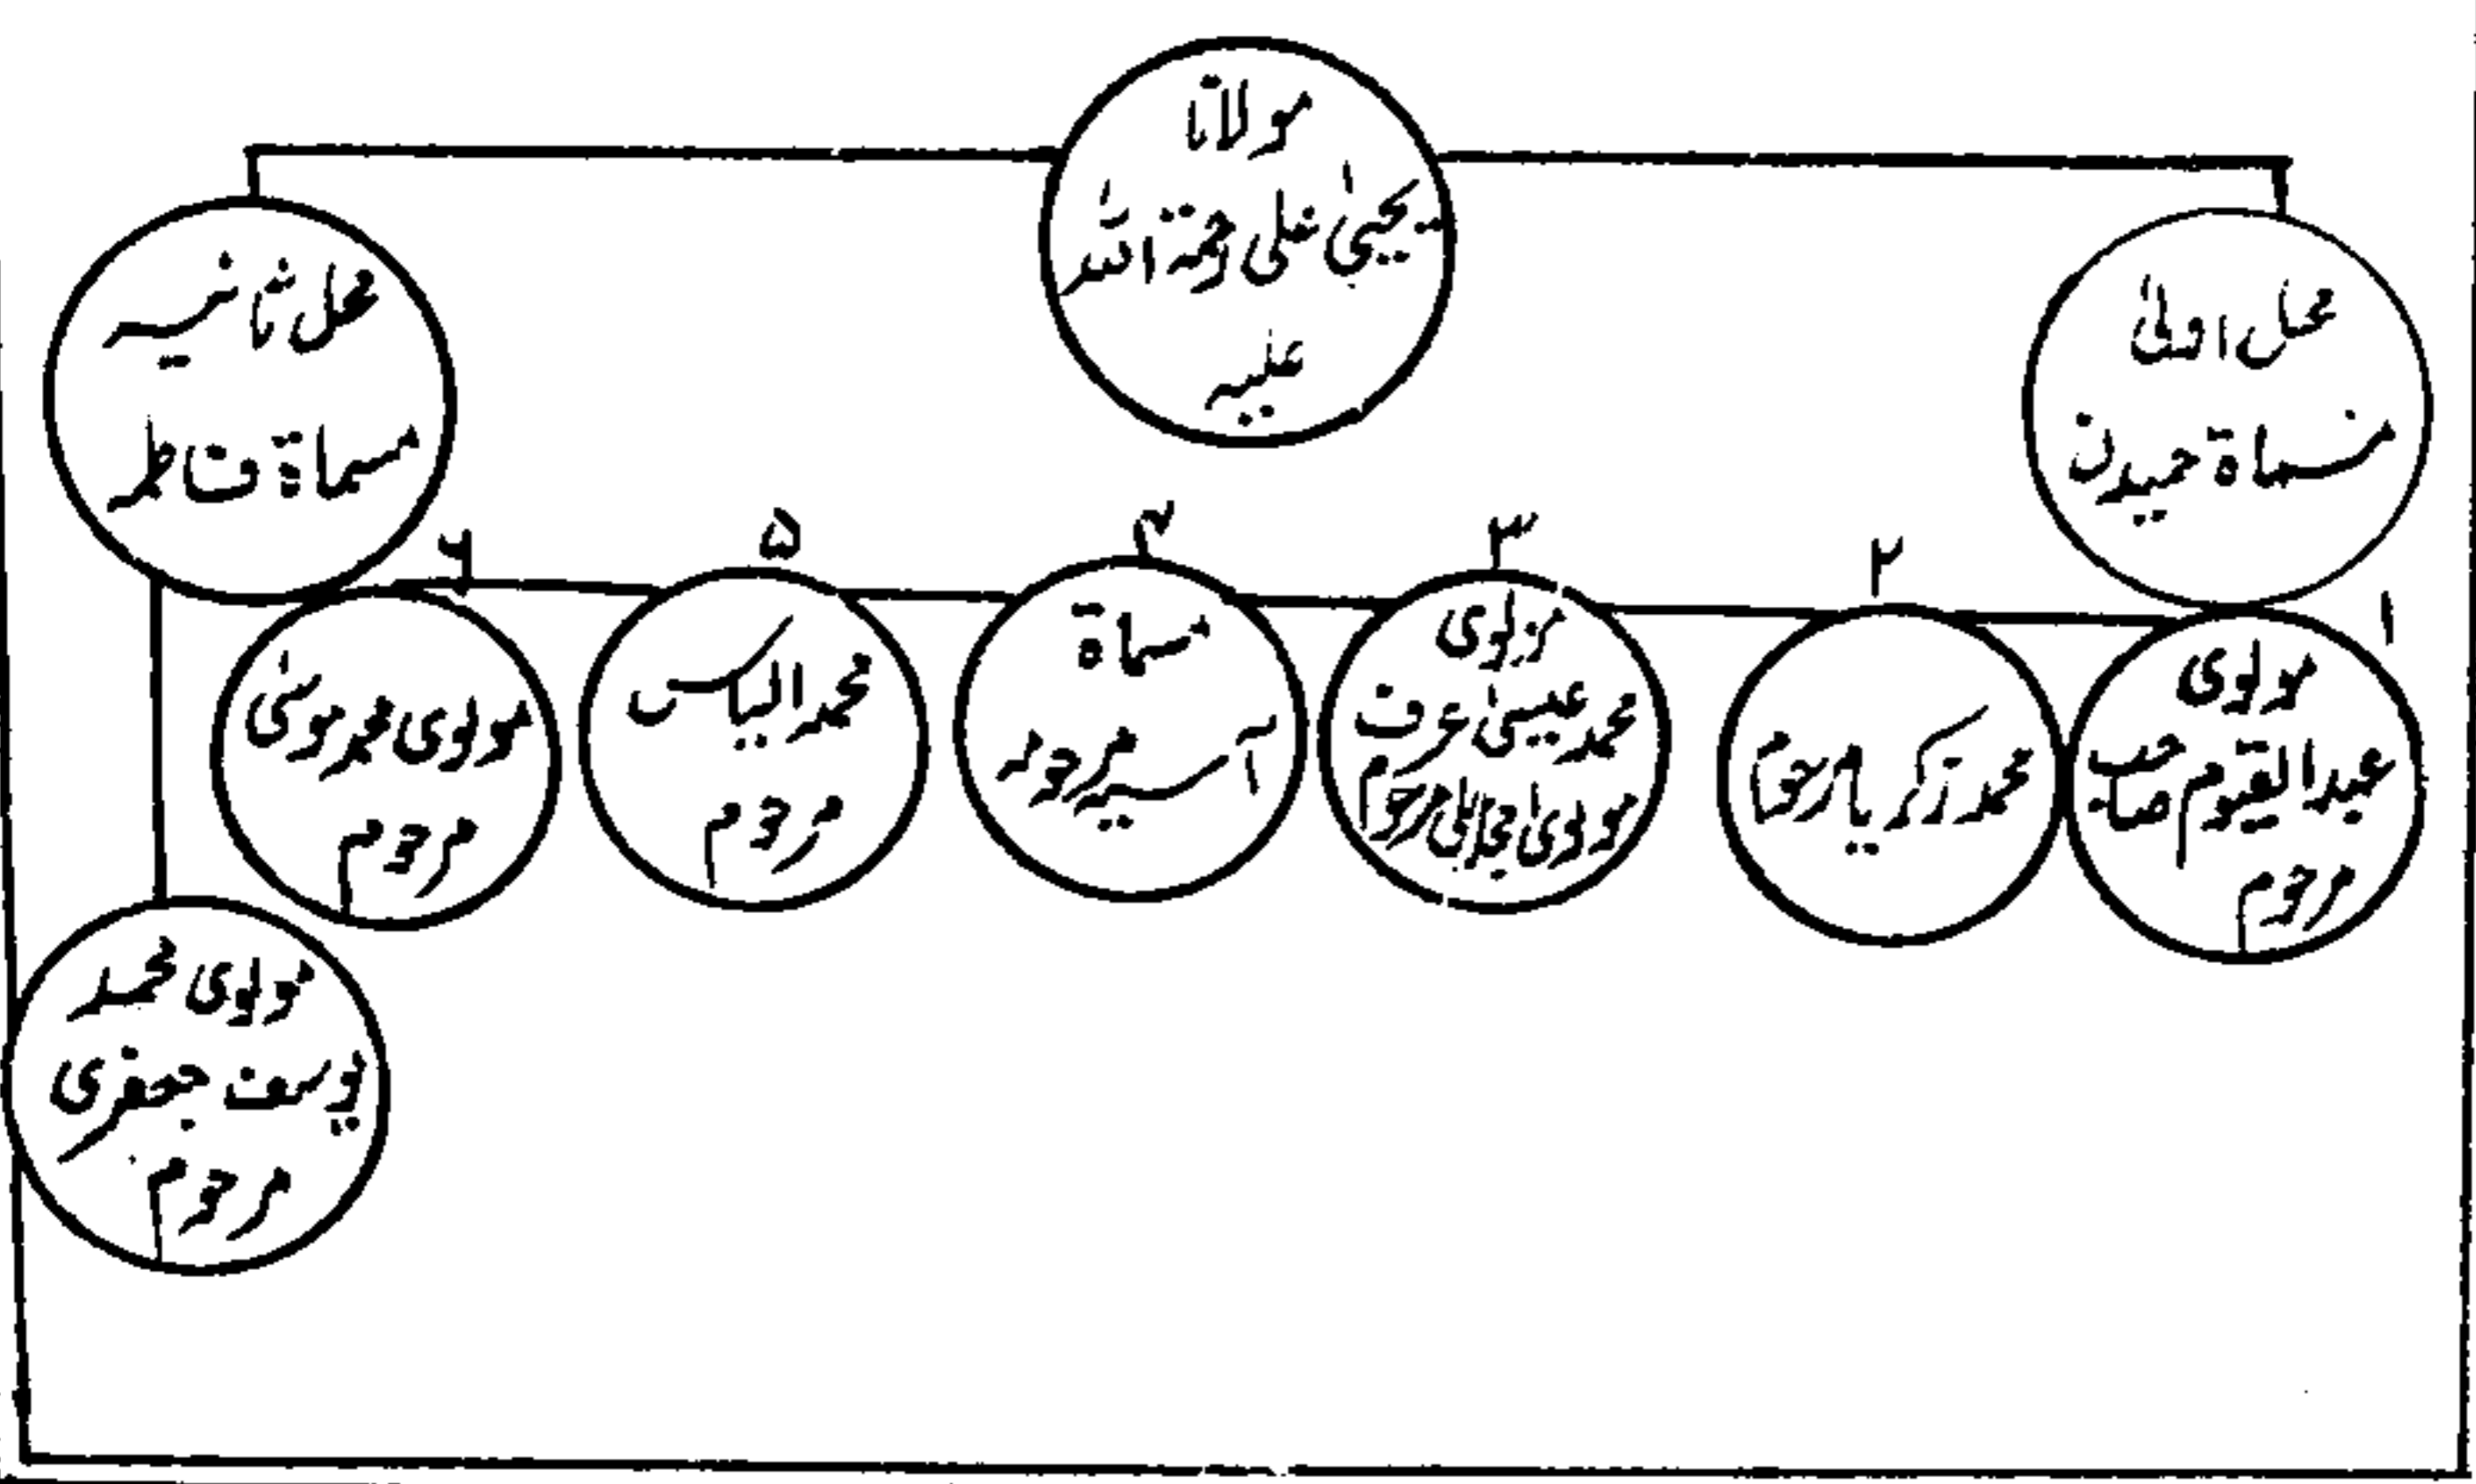 مولانا
یحییٰ علی رحمۃ اللہ
علیہ
محل اولیٰ
مسماۃ حمیدن
محل ثانیہ
مسماۃ فاطمہ
۱
مولوی
عبدالقیوم صاحب
مرحوم
۲
محمد زکریا مرحوم
۳
مولوی
محمد عیسیٰ عرف
مولوی مرحوم
۴
مسماۃ
آسیہ مرحومہ
۵
محمد الیاس
مرحوم
۶
مولوی محمد موسیٰ
مرحوم
مولوی محمد
یوسف جعفری
مرحوم